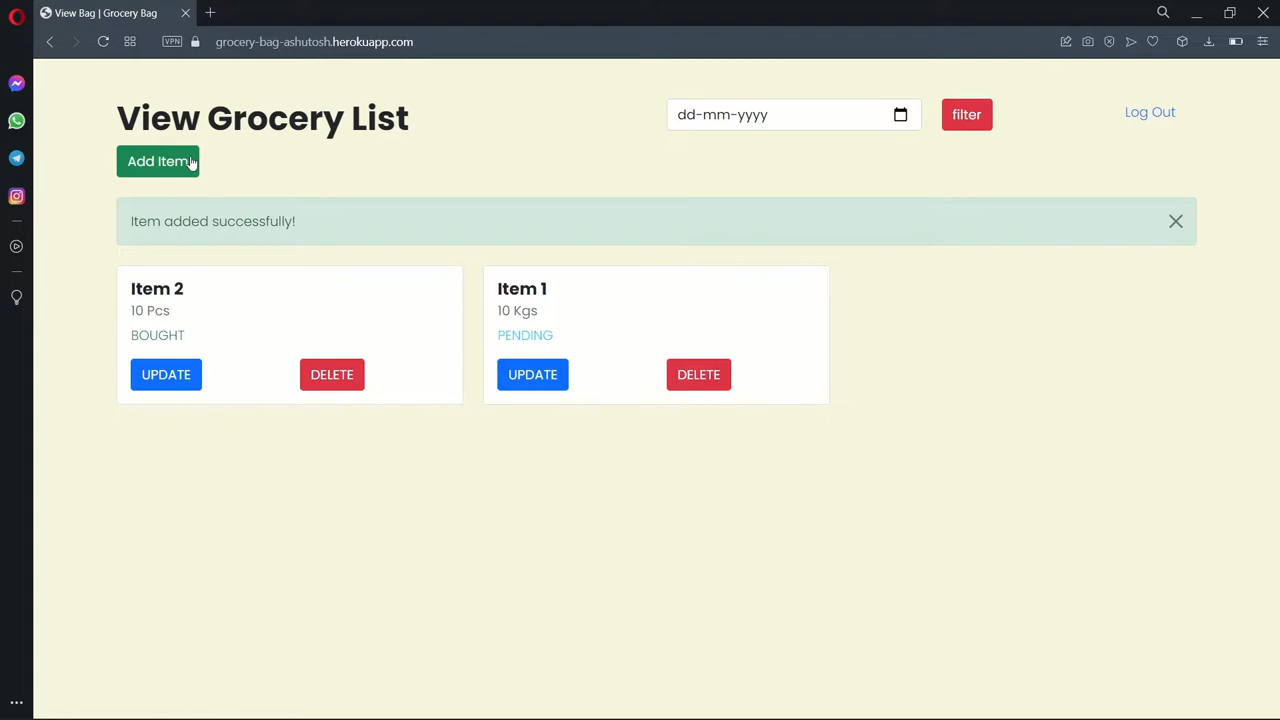 View Bag | Grocery Bag
VPN
grocery-bag-ashutosh.herokuapp.com
View Grocery List
dd-mm-yyyy
filter
Log Out
Add Item
Item added successfully!
Item 2
10 Pcs
BOUGHT
UPDATE
DELETE
Item 1
10 Kgs
PENDING
UPDATE
DELETE